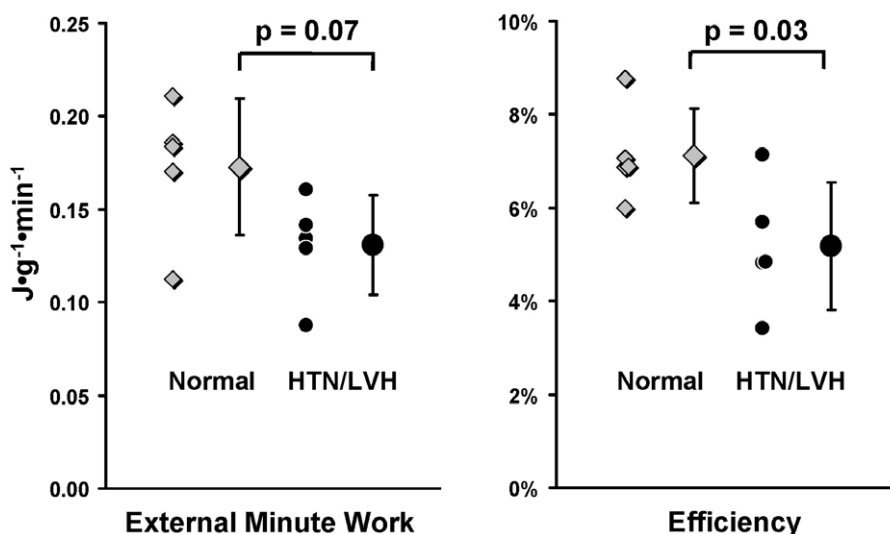 p = 0.07
0.25
0.20
0.15
0.10
0.05
0.00
J•g⁻¹•min⁻¹
Normal HTN/LVH
External Minute Work
p = 0.03
10%
8%
6%
4%
2%
0%
Normal HTN/LVH
Efficiency